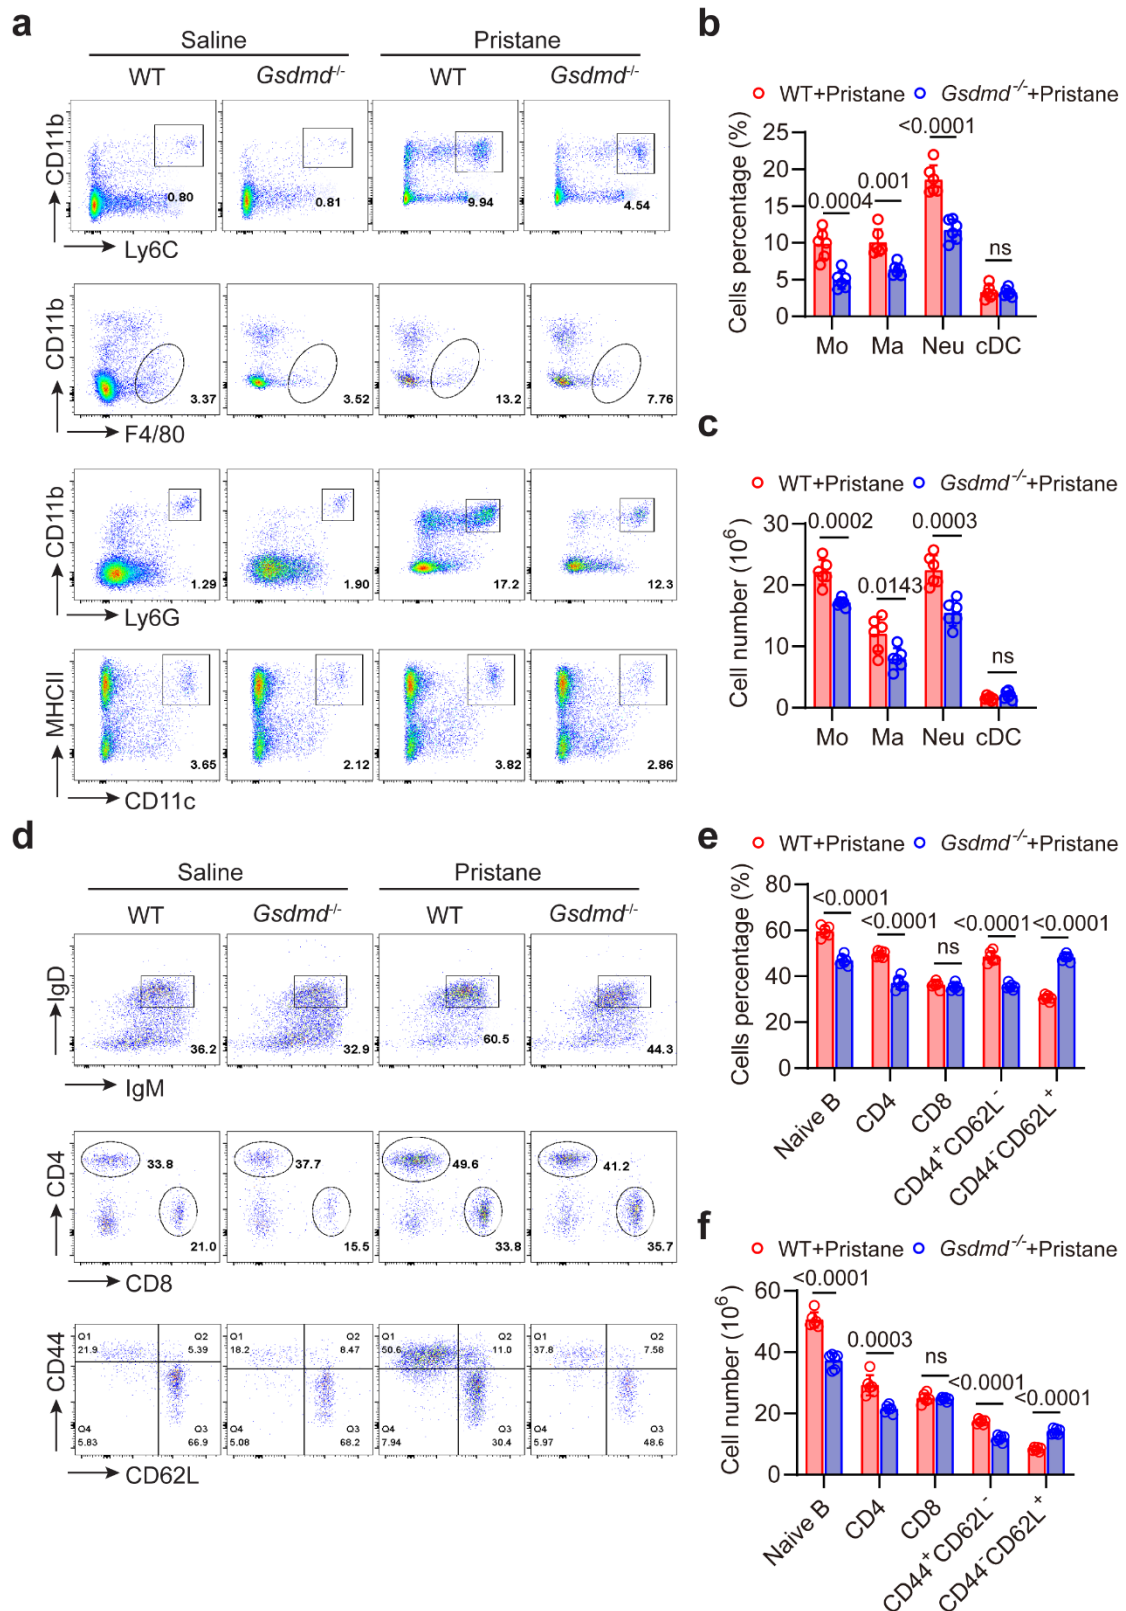 a
Saline Pristane
WT Gsdmd-/- WT Gsdmd-/-
CD11b
0.80 0.81 9.94 4.54
Ly6C
CD11b
3.37 3.52 13.2 7.76
F4/80
CD11b
1.29 1.90 17.2 12.3
Ly6G
MHCII
3.65 2.12 3.82 2.86
CD11c
b
WT+Pristane Gsdmd-/-+Pristane
Cells percentage (%)
25
20
15
10
5
0
0.0004 0.001 <0.0001 ns
Mo Ma Neu cDC
c
WT+Pristane Gsdmd-/-+Pristane
Cell number (10⁶)
30
20
10
0
0.0002 0.0143 0.0003 ns
Mo Ma Neu cDC
d
Saline Pristane
WT Gsdmd-/- WT Gsdmd-/-
IgD
36.2 32.9 60.5 44.3
IgM
CD4
33.8 37.7 49.6 41.2
21.0 15.5 33.8 35.7
CD8
CD44
Q1 Q2 Q1 Q2 Q1 Q2 Q1 Q2
21.9 5.39 18.2 8.47 50.6 11.0 37.8 7.58
Q4 Q3 Q4 Q3 Q4 Q3 Q4 Q3
5.83 66.9 5.08 68.2 7.94 30.4 5.97 48.6
CD62L
e
WT+Pristane Gsdmd-/-+Pristane
Cells percentage (%)
80
60
40
20
0
<0.0001 <0.0001 ns <0.0001 <0.0001
Naive B CD4 CD8 CD44⁺CD62L⁻ CD44⁻CD62L⁺
f
WT+Pristane Gsdmd-/-+Pristane
Cell number (10⁶)
60
40
20
0
<0.0001 0.0003 ns <0.0001 <0.0001
Naive B CD4 CD8 CD44⁺CD62L⁻ CD44⁻CD62L⁺